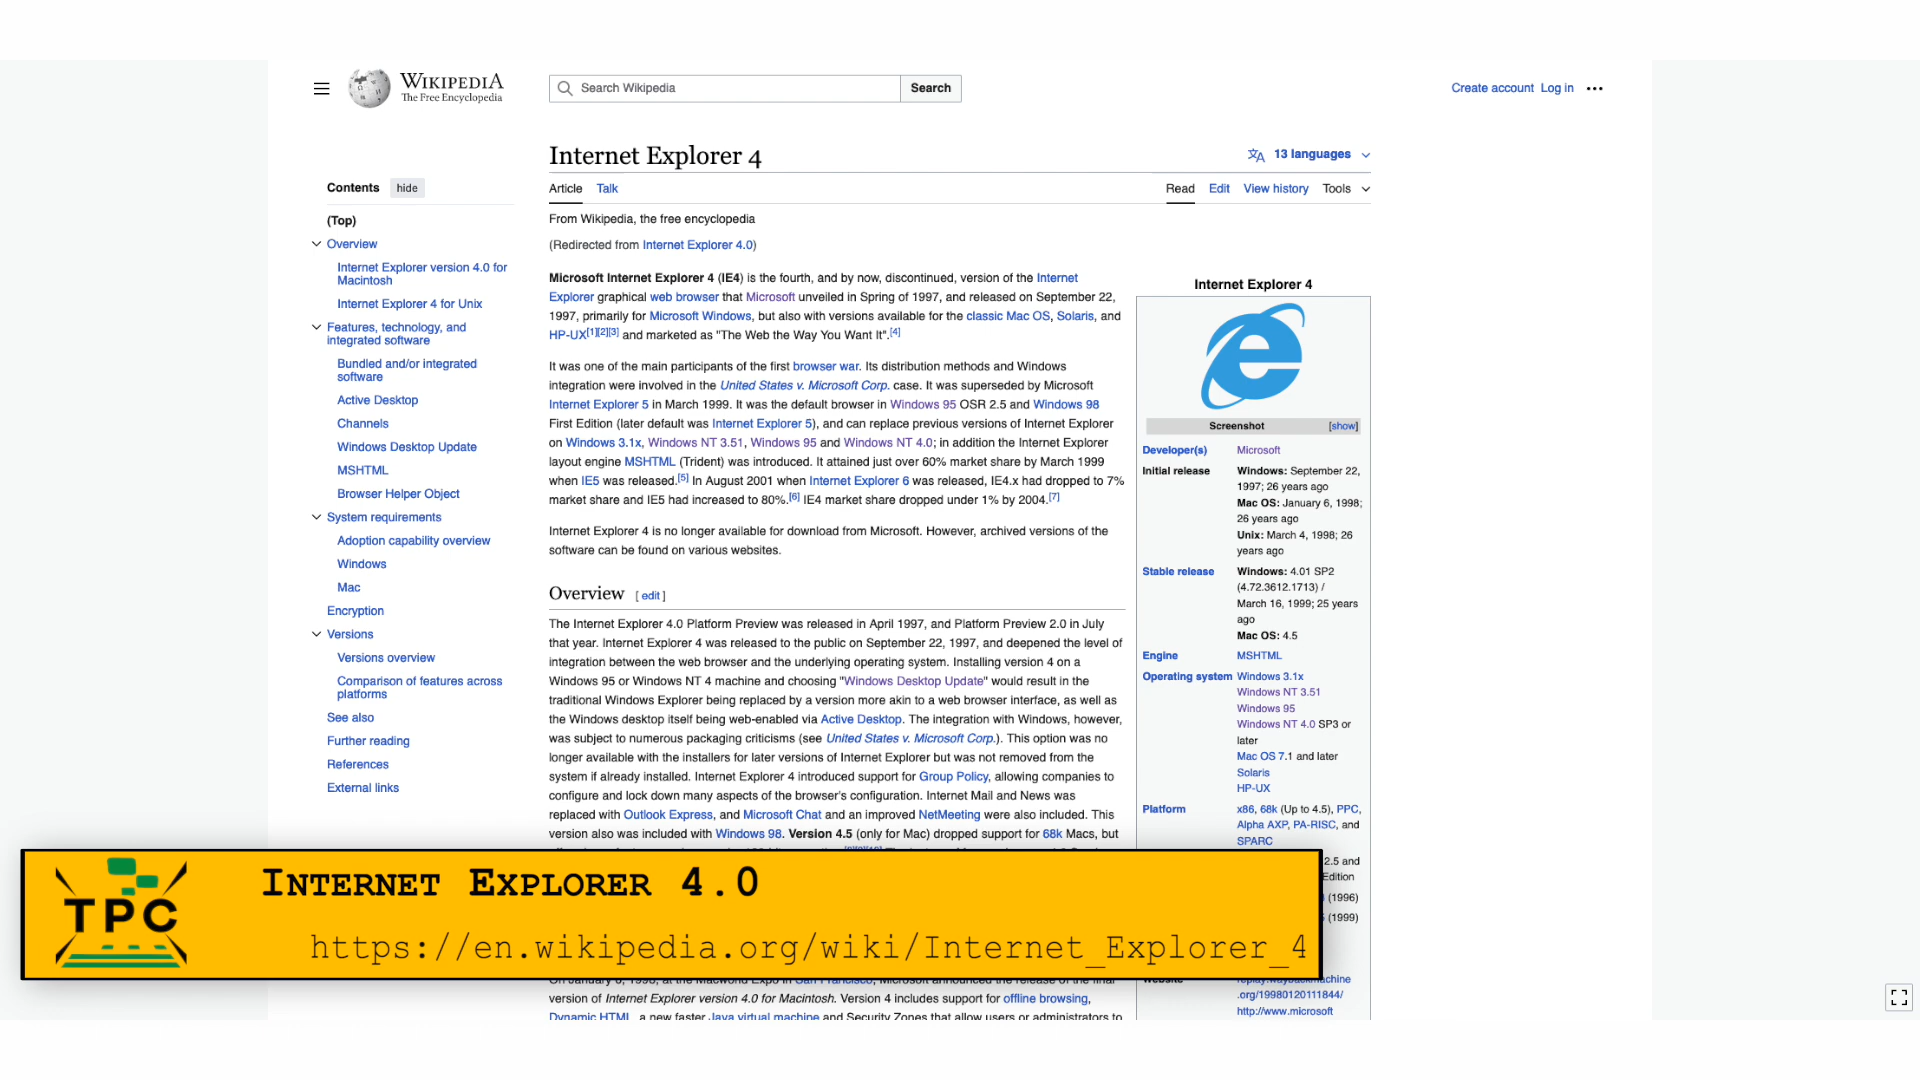 WIKIPEDIA
The Free Encyclopedia
Search Wikipedia
Search
Create account Log in
Internet Explorer 4
13 languages
Article Talk
Read Edit View history Tools
From Wikipedia, the free encyclopedia
(Redirected from Internet Explorer 4.0)
Contents hide
(Top)
Overview
Internet Explorer version 4.0 for
Macintosh
Internet Explorer 4 for Unix
Features, technology, and
integrated software
Bundled and/or integrated
software
Active Desktop
Channels
Windows Desktop Update
MSHTML
Browser Helper Object
System requirements
Adoption capability overview
Windows
Mac
Encryption
Versions
Versions overview
Comparison of features across
platforms
See also
Further reading
References
External links
Microsoft Internet Explorer 4 (IE4) is the fourth, and by now, discontinued, version of the Internet
Explorer graphical web browser that Microsoft unveiled in Spring of 1997, and released on September 22,
1997, primarily for Microsoft Windows, but also with versions available for the classic Mac OS, Solaris, and
HP-UX[1][2][3] and marketed as "The Web the Way You Want It".[4]
It was one of the main participants of the first browser war. Its distribution methods and Windows
integration were involved in the United States v. Microsoft Corp. case. It was superseded by Microsoft
Internet Explorer 5 in March 1999. It was the default browser in Windows 95 OSR 2.5 and Windows 98
First Edition (later default was Internet Explorer 5), and can replace previous versions of Internet Explorer
on Windows 3.1x, Windows NT 3.51, Windows 95 and Windows NT 4.0; in addition the Internet Explorer
layout engine MSHTML (Trident) was introduced. It attained just over 60% market share by March 1999
when IE5 was released.[5] In August 2001 when Internet Explorer 6 was released, IE4.x had dropped to 7%
market share and IE5 had increased to 80%.[6] IE4 market share dropped under 1% by 2004.[7]
Internet Explorer 4 is no longer available for download from Microsoft. However, archived versions of the
software can be found on various websites.
Overview [ edit ]
The Internet Explorer 4.0 Platform Preview was released in April 1997, and Platform Preview 2.0 in July
that year. Internet Explorer 4 was released to the public on September 22, 1997, and deepened the level of
integration between the web browser and the underlying operating system. Installing version 4 on a
Windows 95 or Windows NT 4 machine and choosing "Windows Desktop Update" would result in the
traditional Windows Explorer being replaced by a version more akin to a web browser interface, as well as
the Windows desktop itself being web-enabled via Active Desktop. The integration with Windows, however,
was subject to numerous packaging criticisms (see United States v. Microsoft Corp.). This option was no
longer available with the installers for later versions of Internet Explorer but was not removed from the
system if already installed. Internet Explorer 4 introduced support for Group Policy, allowing companies to
configure and lock down many aspects of the browser's configuration. Internet Mail and News was
replaced with Outlook Express, and Microsoft Chat and an improved NetMeeting were also included. This
version also was included with Windows 98. Version 4.5 (only for Mac) dropped support for 68k Macs, but
version of Internet Explorer version 4.0 for Macintosh. Version 4 includes support for offline browsing,
Dynamic HTML, a new faster Java virtual machine and Security Zones that allow users or administrators to
Internet Explorer 4
Screenshot [show]
Developer(s) Microsoft
Initial release Windows: September 22,
1997; 26 years ago
Mac OS: January 6, 1998;
26 years ago
Unix: March 4, 1998; 26
years ago
Stable release Windows: 4.01 SP2
(4.72.3612.1713) /
March 16, 1999; 25 years
ago
Mac OS: 4.5
Engine MSHTML
Operating system Windows 3.1x
Windows NT 3.51
Windows 95
Windows NT 4.0 SP3 or
later
Mac OS 7.1 and later
Solaris
HP-UX
Platform x86, 68k (Up to 4.5), PPC,
Alpha AXP, PA-RISC, and
SPARC
2.5 and
Edition
(1996)
(1999)
.org/19980120111844/
http://www.microsoft
TPC
INTERNET EXPLORER 4.0
https://en.wikipedia.org/wiki/Internet_Explorer_4